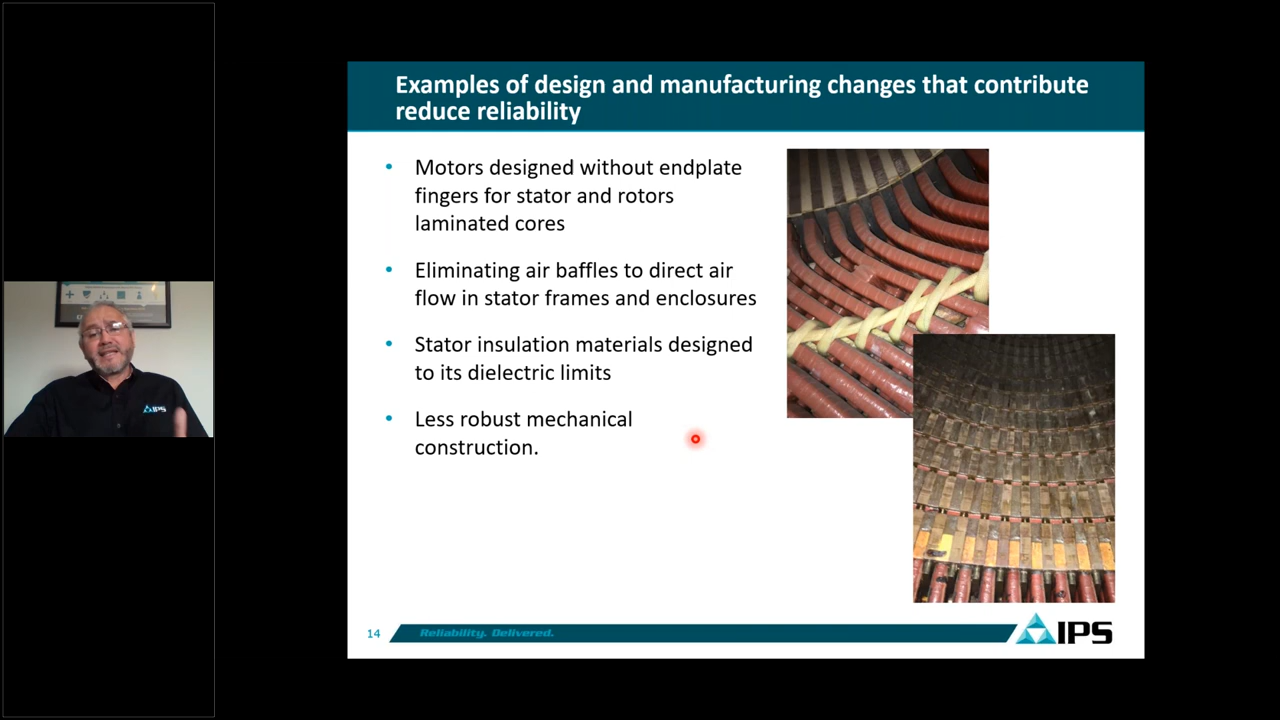 Examples of design and manufacturing changes that contribute
reduce reliability
• Motors designed without endplate
fingers for stator and rotors
laminated cores
• Eliminating air baffles to direct air
flow in stator frames and enclosures
• Stator insulation materials designed
to its dielectric limits
• Less robust mechanical
construction.
14
Reliability. Delivered.
IPS
IPS